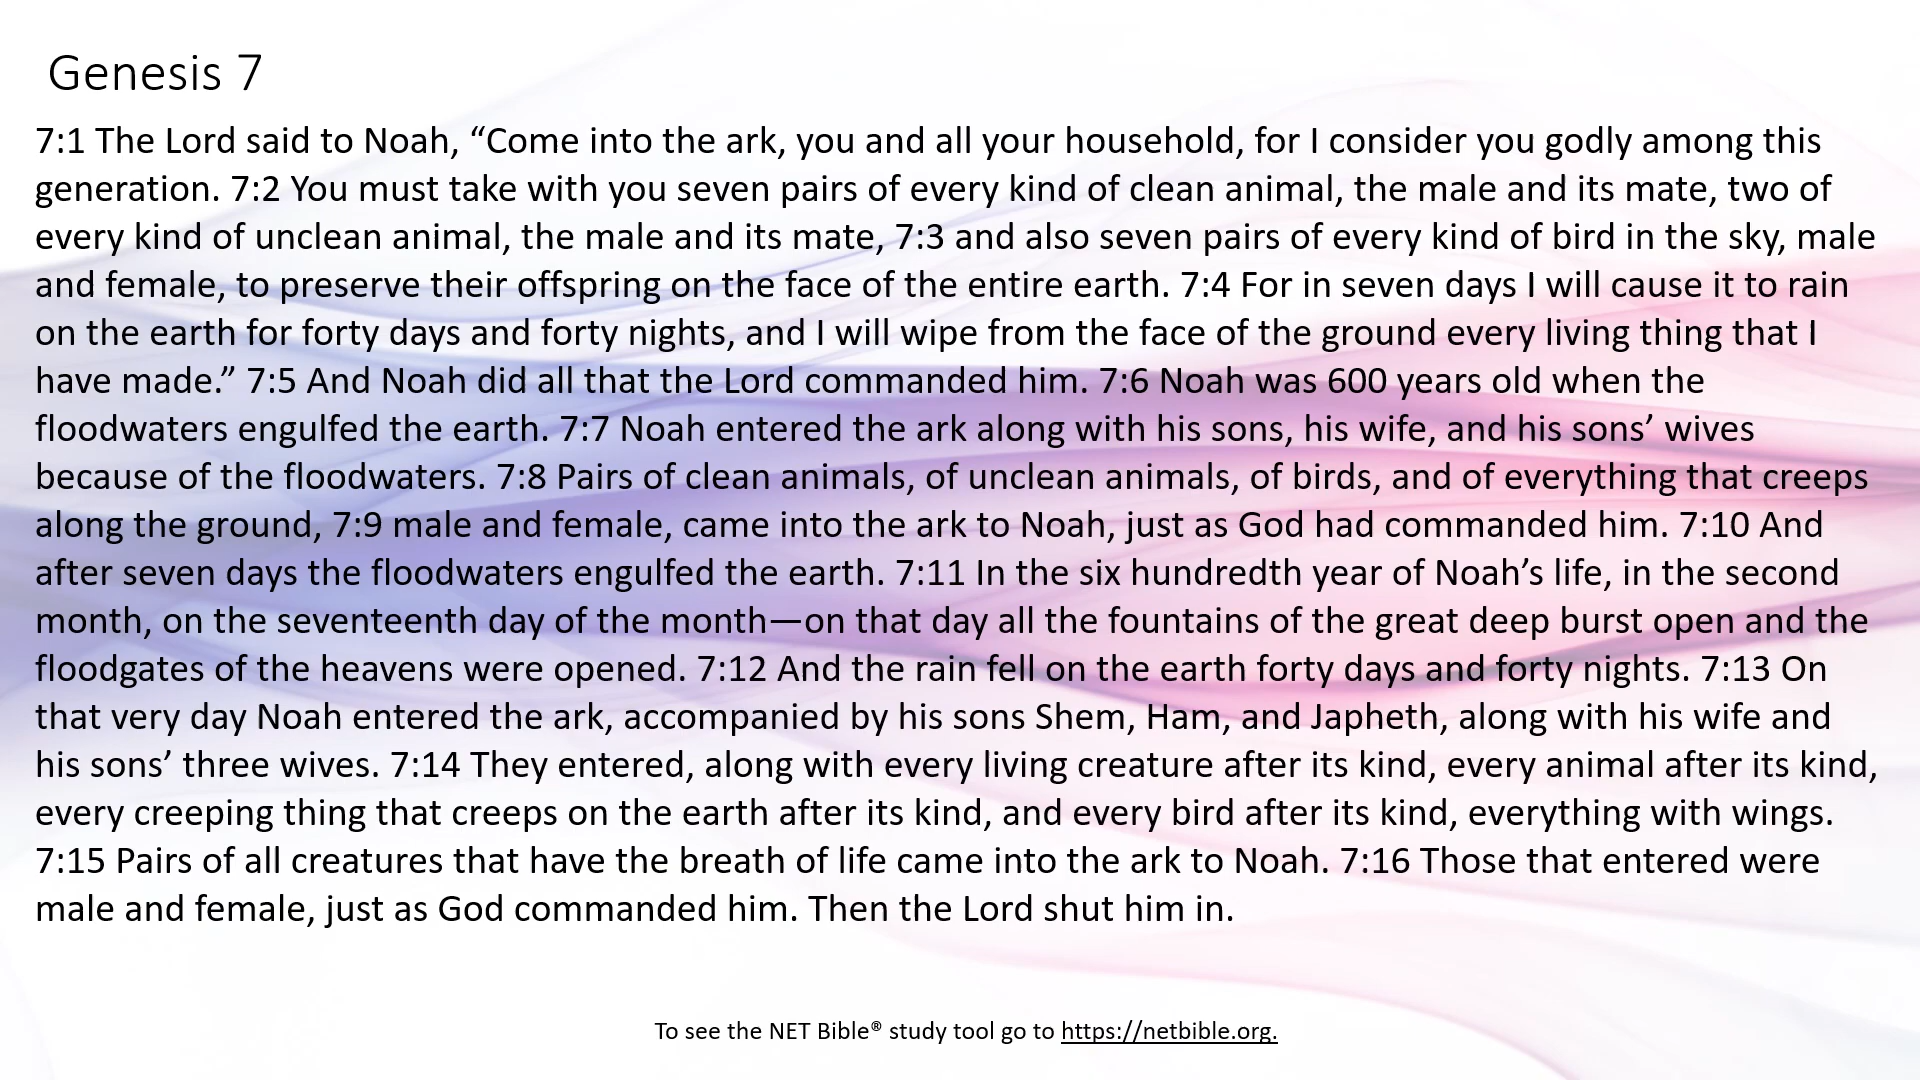 Genesis 7
7:1 The Lord said to Noah, “Come into the ark, you and all your household, for I consider you godly among this
generation. 7:2 You must take with you seven pairs of every kind of clean animal, the male and its mate, two of
every kind of unclean animal, the male and its mate, 7:3 and also seven pairs of every kind of bird in the sky, male
and female, to preserve their offspring on the face of the entire earth. 7:4 For in seven days I will cause it to rain
on the earth for forty days and forty nights, and I will wipe from the face of the ground every living thing that I
have made.” 7:5 And Noah did all that the Lord commanded him. 7:6 Noah was 600 years old when the
floodwaters engulfed the earth. 7:7 Noah entered the ark along with his sons, his wife, and his sons’ wives
because of the floodwaters. 7:8 Pairs of clean animals, of unclean animals, of birds, and of everything that creeps
along the ground, 7:9 male and female, came into the ark to Noah, just as God had commanded him. 7:10 And
after seven days the floodwaters engulfed the earth. 7:11 In the six hundredth year of Noah’s life, in the second
month, on the seventeenth day of the month—on that day all the fountains of the great deep burst open and the
floodgates of the heavens were opened. 7:12 And the rain fell on the earth forty days and forty nights. 7:13 On
that very day Noah entered the ark, accompanied by his sons Shem, Ham, and Japheth, along with his wife and
his sons’ three wives. 7:14 They entered, along with every living creature after its kind, every animal after its kind,
every creeping thing that creeps on the earth after its kind, and every bird after its kind, everything with wings.
7:15 Pairs of all creatures that have the breath of life came into the ark to Noah. 7:16 Those that entered were
male and female, just as God commanded him. Then the Lord shut him in.
To see the NET Bible® study tool go to https://netbible.org.